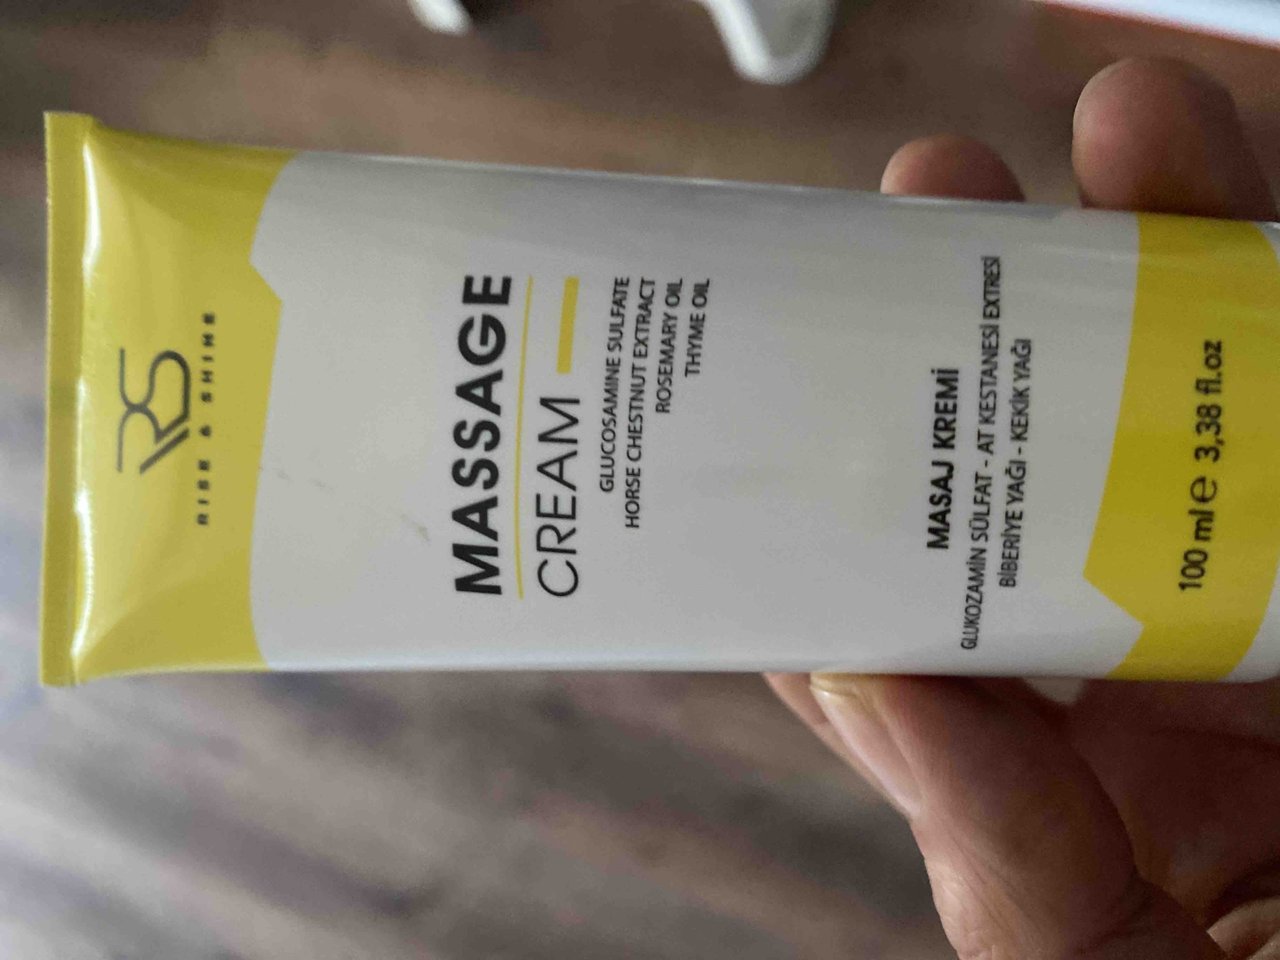 RS
RISE & SHINE
MASSAGE
CREAM
GLUCOSAMINE SULFATE
HORSE CHESTNUT EXTRACT
ROSEMARY OIL
THYME OIL
MASAJ KREMİ
GLUKOZAMİN SÜLFAT - AT KESTANESİ EXTRESİ
BİBERİYE YAĞI - KEKİK YAĞI
100 ml ℮ 3,38 fl.oz